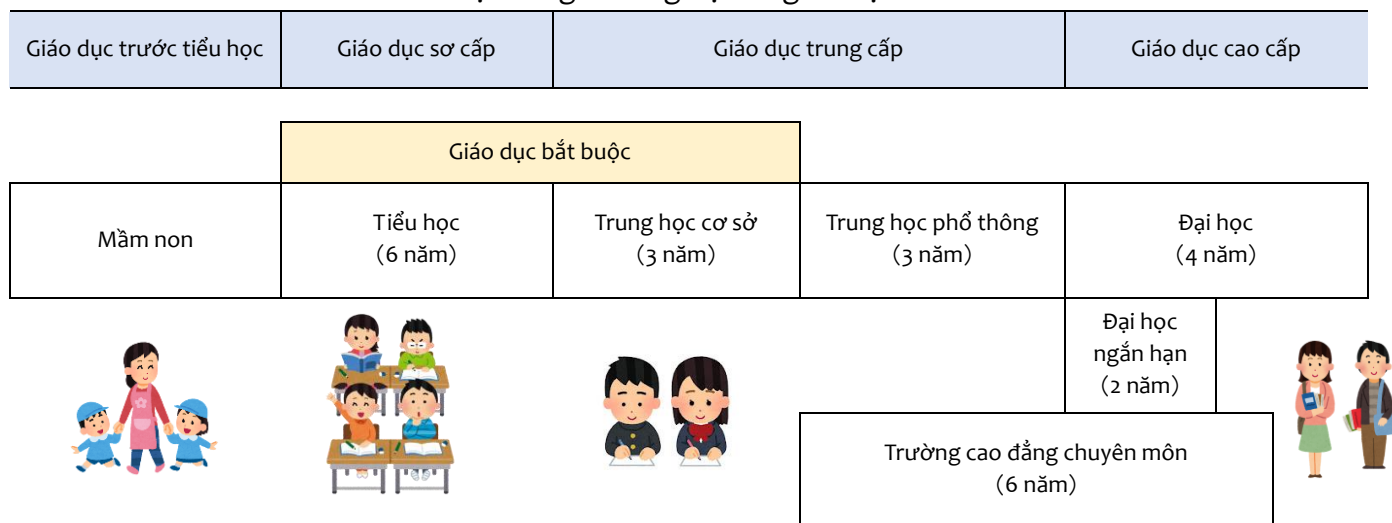 Giáo dục trước tiểu học
Giáo dục sơ cấp
Giáo dục trung cấp
Giáo dục cao cấp
Giáo dục bắt buộc
Mầm non
Tiểu học
(6 năm)
Trung học cơ sở
(3 năm)
Trung học phổ thông
(3 năm)
Đại học
(4 năm)
Đại học
ngắn hạn
(2 năm)
Trường cao đẳng chuyên môn
(6 năm)